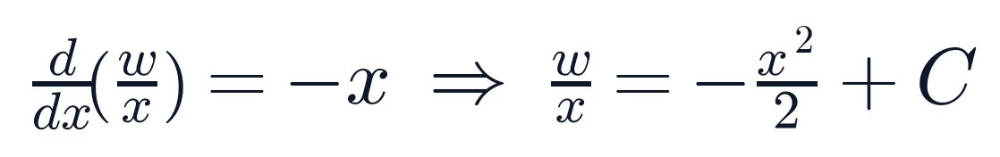 d/dx(w/x) = −x ⇒ w/x = −x²/2 + C